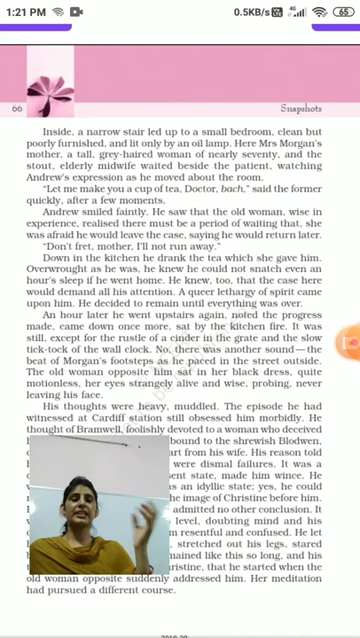 1:21 PM 0.5KB/s 4G 65
66 Snapshots
Inside, a narrow stair led up to a small bedroom, clean but
poorly furnished, and lit only by an oil lamp. Here Mrs Morgan's
mother, a tall, grey-haired woman of nearly seventy, and the
stout, elderly midwife waited beside the patient, watching
Andrew's expression as he moved about the room.
"Let me make you a cup of tea, Doctor, bach," said the former
quickly, after a few moments.
Andrew smiled faintly. He saw that the old woman, wise in
experience, realised there must be a period of waiting that, she
was afraid he would leave the case, saying he would return later.
"Don't fret, mother, I'll not run away."
Down in the kitchen he drank the tea which she gave him.
Overwrought as he was, he knew he could not snatch even an
hour's sleep if he went home. He knew, too, that the case here
would demand all his attention. A queer lethargy of spirit came
upon him. He decided to remain until everything was over.
An hour later he went upstairs again, noted the progress
made, came down once more, sat by the kitchen fire. It was
still, except for the rustle of a cinder in the grate and the slow
tick-tock of the wall clock. No, there was another sound — the
beat of Morgan's footsteps as he paced in the street outside.
The old woman opposite him sat in her black dress, quite
motionless, her eyes strangely alive and wise, probing, never
leaving his face.
His thoughts were heavy, muddled. The episode he had
witnessed at Cardiff station still obsessed him morbidly. He
thought of Bramwell, foolishly devoted to a woman who deceived
bound to the shrewish Blodwen,
art from his wife. His reason told
were dismal failures. It was a
sent state, made him wince. He
as an idyllic state; yes, he could
he image of Christine before him.
admitted no other conclusion. It
level, doubting mind and his
m resentful and confused. He let
, stretched out his legs, stared
mained like this so long, and his
ristine, that he started when the
old woman opposite suddenly addressed him. Her meditation
had pursued a different course.